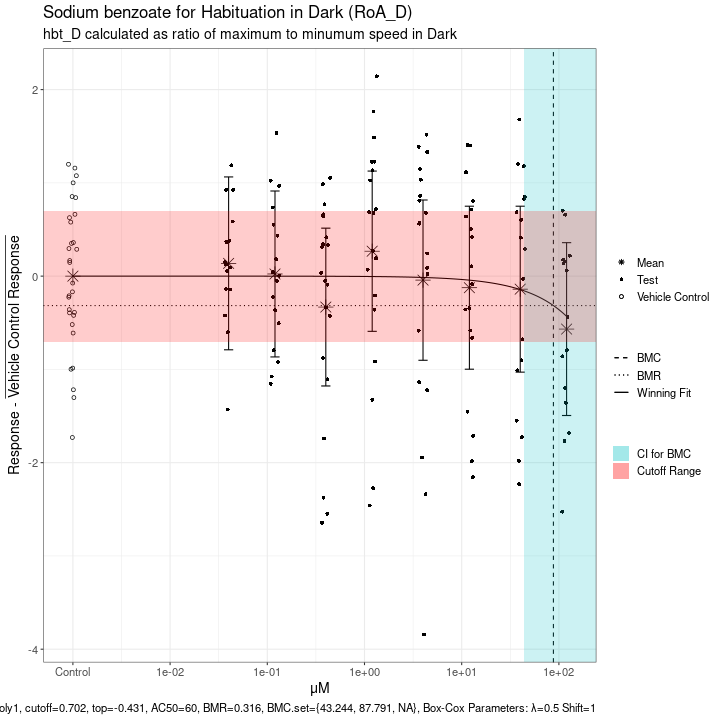 Sodium benzoate for Habituation in Dark (RoA_D)
hbt_D calculated as ratio of maximum to minumum speed in Dark
Response - Vehicle Control Response
2
0
-2
-4
Control
1e-02
1e-01
1e+00
1e+01
1e+02
μM
Mean
Test
Vehicle Control
BMC
BMR
Winning Fit
CI for BMC
Cutoff Range
oly1, cutoff=0.702, top=-0.431, AC50=60, BMR=0.316, BMC.set={43.244, 87.791, NA}, Box-Cox Parameters: λ=0.5 Shift=1